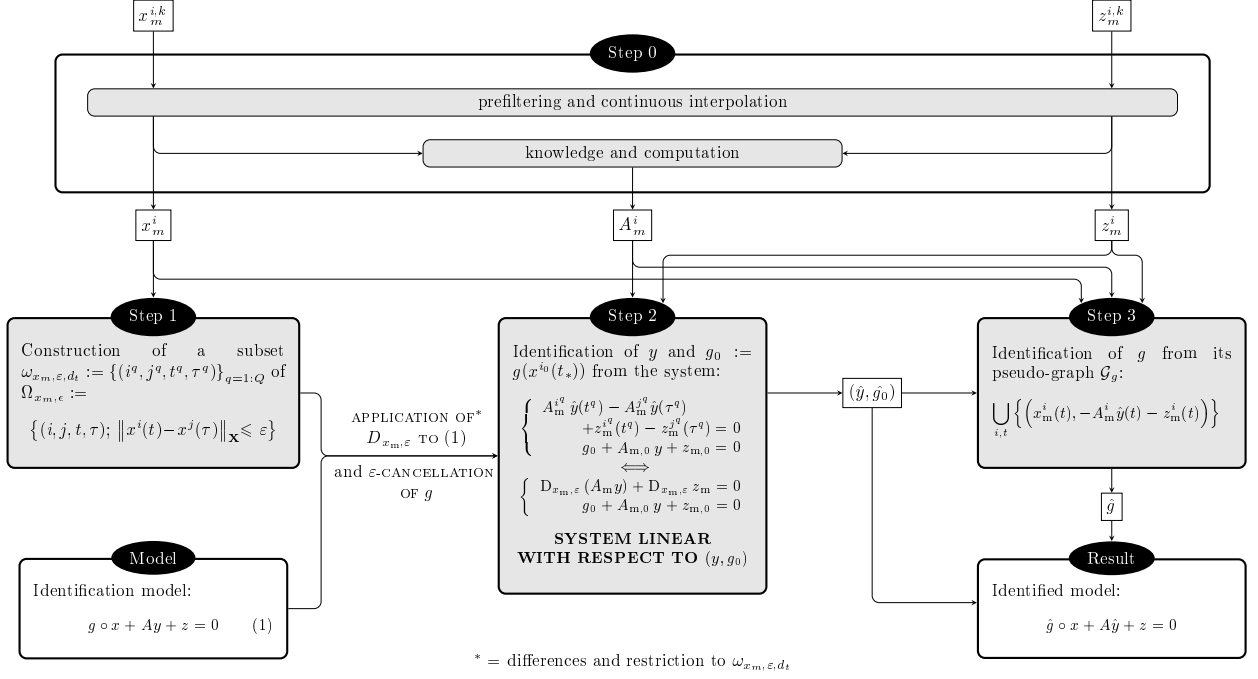 x_m^{i,k}
z_m^{i,k}
Step 0
prefiltering and continuous interpolation
knowledge and computation
x_m^i
A_m^i
z_m^i
Step 1
Construction of a subset
ω_{x_m,ε,d_t} := {(i^q, j^q, t^q, τ^q)}_{q=1:Q} of
Ω_{x_m,ϵ} :=
{(i, j, t, τ); ‖x^i(t)−x^j(τ)‖_X ⩽ ε}
Model
Identification model:
g ∘ x + Ay + z = 0 (1)
APPLICATION OF*
D_{x_m,ε} TO (1)
and ε-CANCELLATION
OF g
Step 2
Identification of y and g_0 :=
g(x^{i_0}(t_*)) from the system:
{ A_m^{i^q} ŷ(t^q) − A_m^{j^q} ŷ(τ^q)
+z_m^{i^q}(t^q) − z_m^{j^q}(τ^q) = 0
g_0 + A_{m,0} y + z_{m,0} = 0
⟺
{ D_{x_m,ε} (A_m y) + D_{x_m,ε} z_m = 0
g_0 + A_{m,0} y + z_{m,0} = 0
SYSTEM LINEAR
WITH RESPECT TO (y, g_0)
(ŷ, ĝ_0)
Step 3
Identification of g from its
pseudo-graph 𝒢_g:
⋃_{i,t} {(x_m^i(t), −A_m^i ŷ(t) − z_m^i(t))}
ĝ
Result
Identified model:
ĝ ∘ x + Aŷ + z = 0
* = differences and restriction to ω_{x_m,ε,d_t}